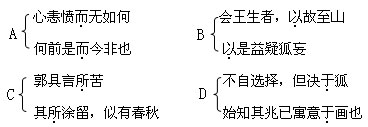 A 心恚愤而无如何
何前是而今非也
B 会王生者，以故至山
以是益疑狐妄
C 郭具言所苦
其所涂留，似有春秋
D 不自选择，但决于狐
始知其兆已寓意于画也